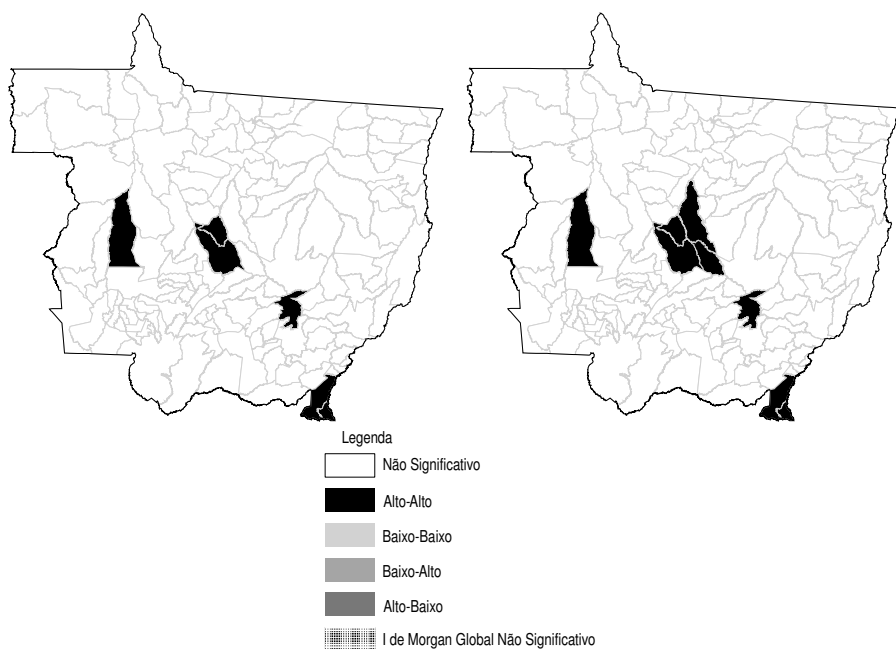 Legenda
Não Significativo
Alto-Alto
Baixo-Baixo
Baixo-Alto
Alto-Baixo
I de Morgan Global Não Significativo